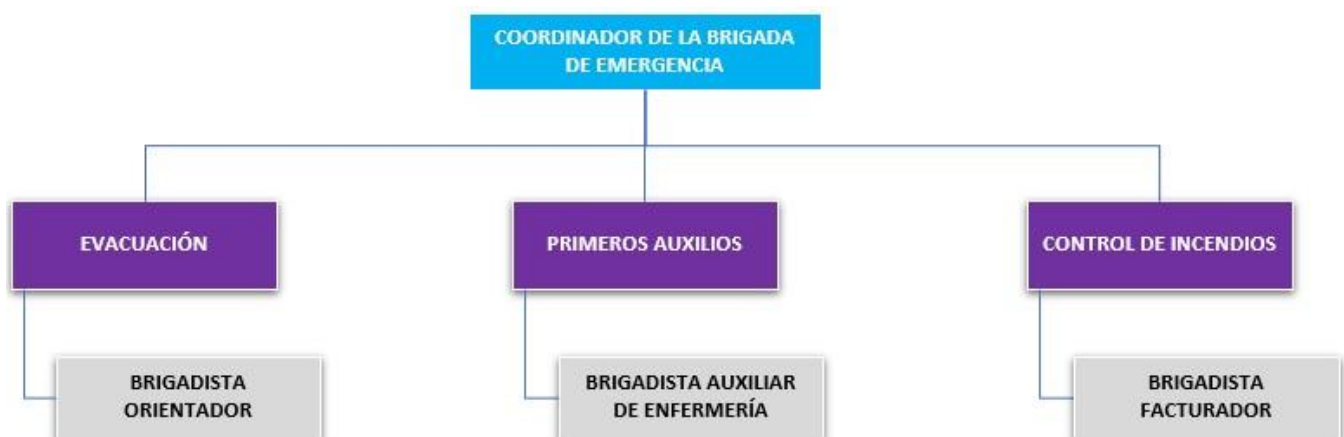 COORDINADOR DE LA BRIGADA
DE EMERGENCIA
EVACUACIÓN
PRIMEROS AUXILIOS
CONTROL DE INCENDIOS
BRIGADISTA
ORIENTADOR
BRIGADISTA AUXILIAR
DE ENFERMERÍA
BRIGADISTA
FACTURADOR